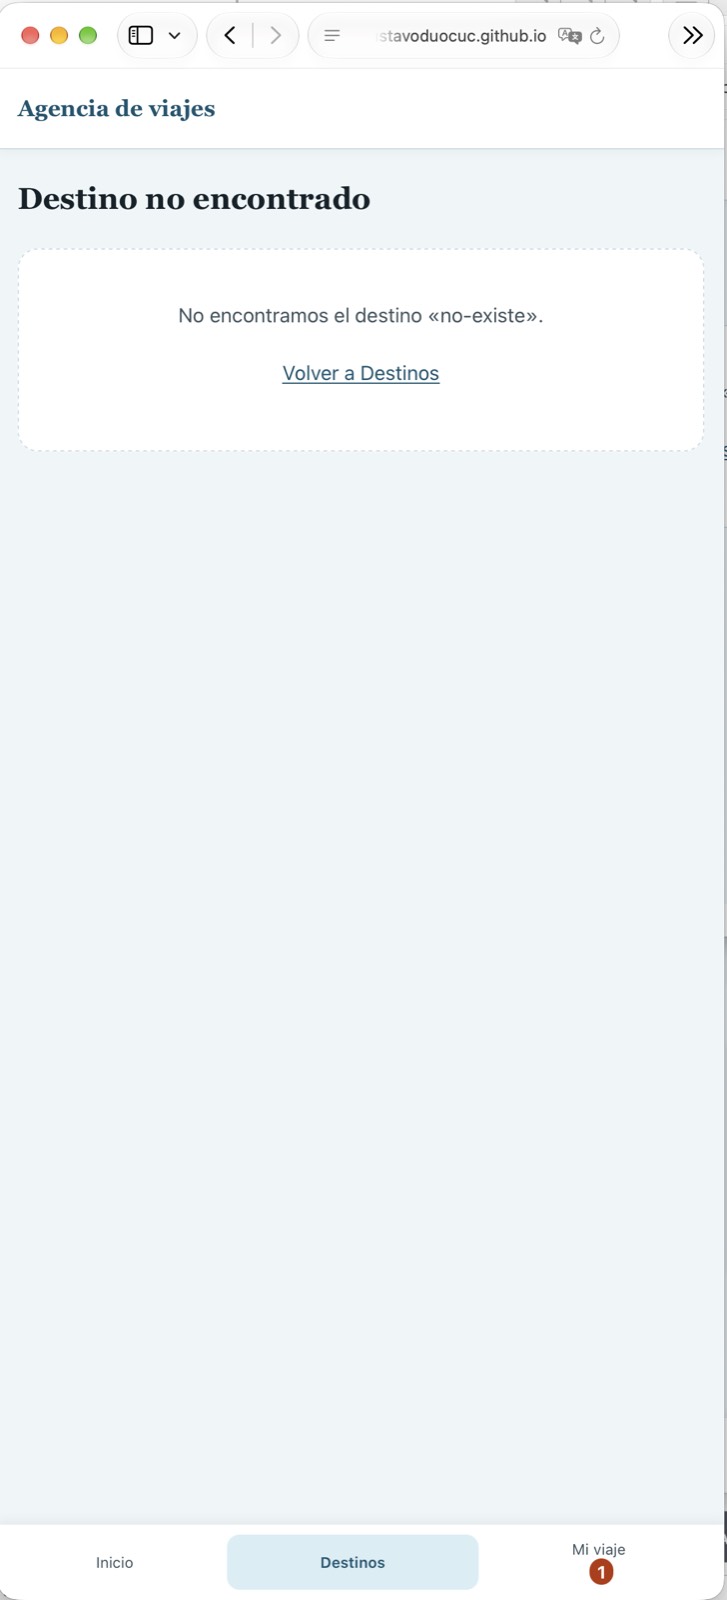 stavoduocuc.github.io
Agencia de viajes
Destino no encontrado
No encontramos el destino «no-existe».
Volver a Destinos
Inicio
Destinos
Mi viaje
1